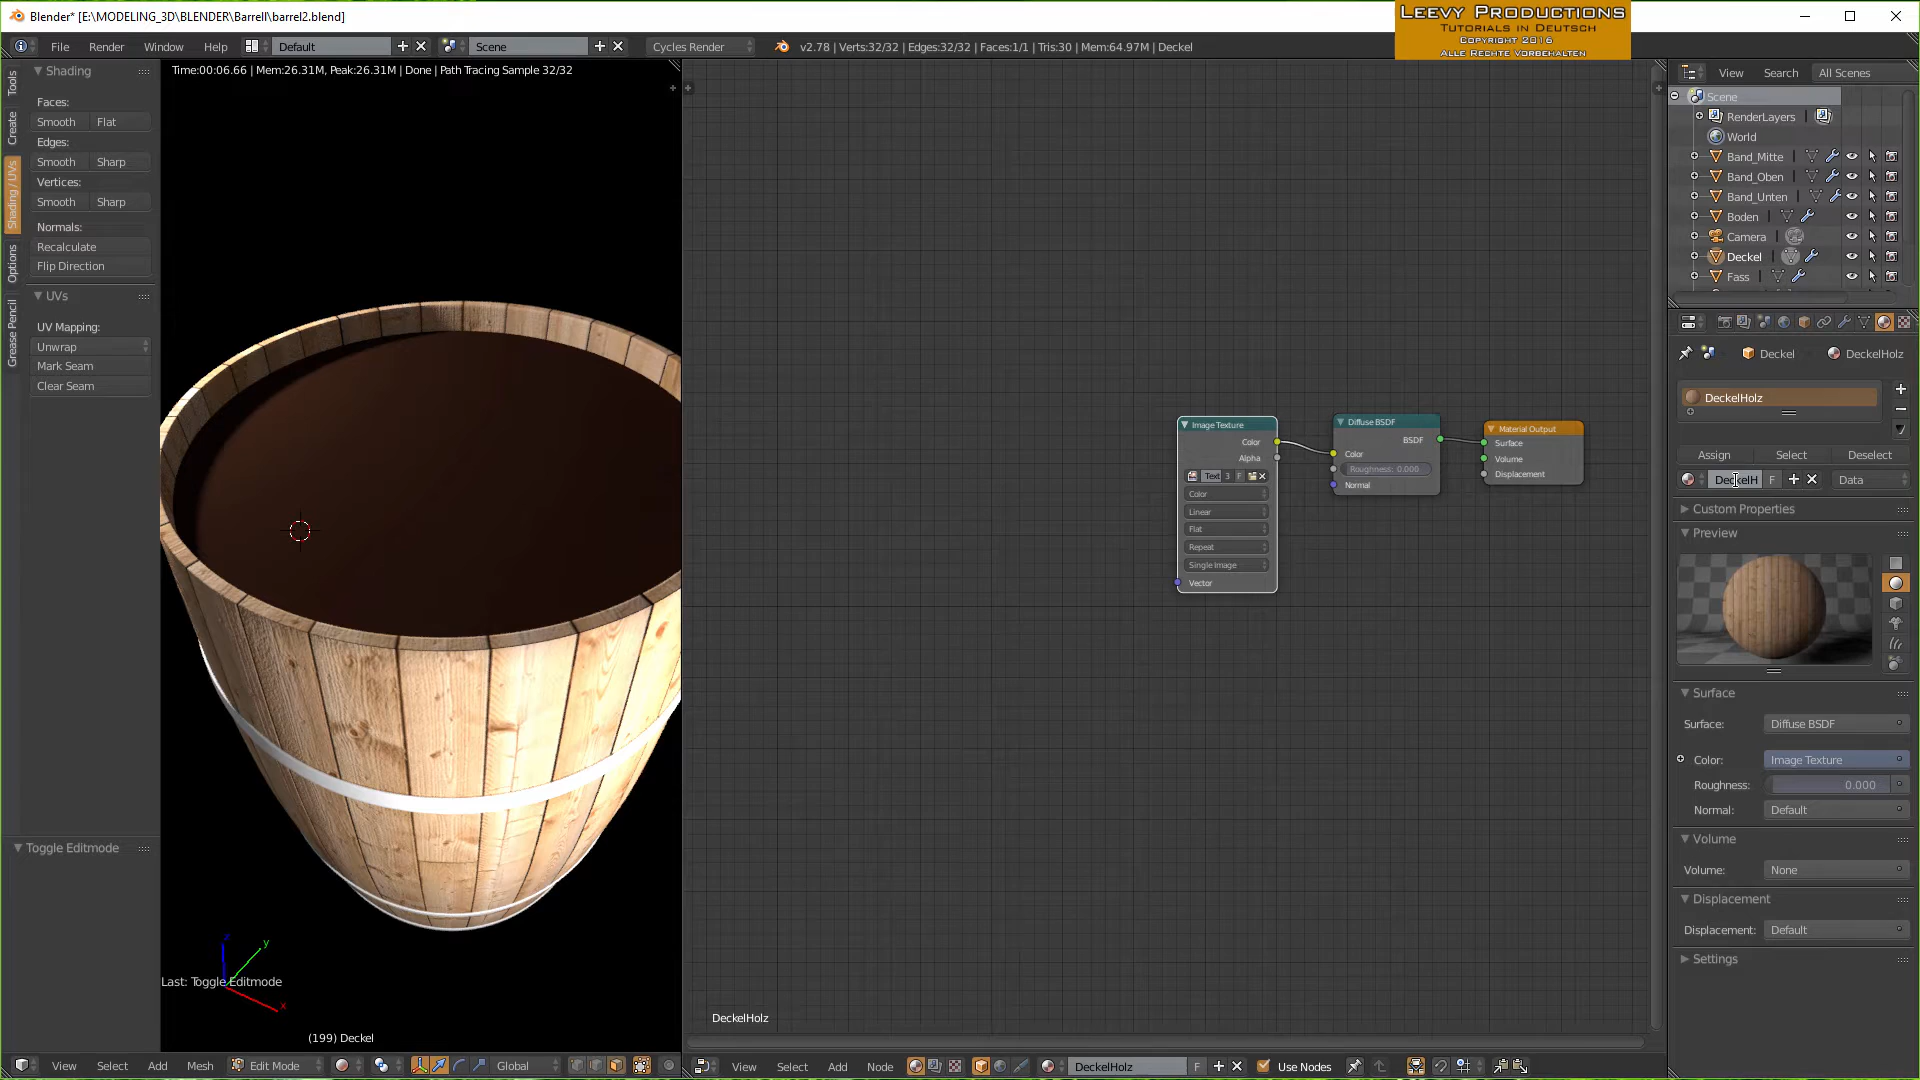 Blender* [E:\MODELING_3D\BLENDER\Barrell\barrel2.blend]
LEEVY PRODUCTIONS
TUTORIALS IN DEUTSCH
COPYRIGHT 2016
ALLE RECHTE VORBEHALTEN
File Render Window Help Default Scene Cycles Render v2.78 | Verts:32/32 | Edges:32/32 | Faces:1/1 | Tris:30 | Mem:64.97M | Deckel
Tools
Create
Shading / UVs
Options
Grease Pencil
Shading
Faces:
Smooth Flat
Edges:
Smooth Sharp
Vertices:
Smooth Sharp
Normals:
Recalculate
Flip Direction
UVs
UV Mapping:
Unwrap
Mark Seam
Clear Seam
Toggle Editmode
Time:00:06.66 | Mem:26.31M, Peak:26.31M | Done | Path Tracing Sample 32/32
z
y
x
Last: Toggle Editmode
(199) Deckel
View Select Add Mesh Edit Mode Global
Image Texture
Color
Alpha
Text 3 F
Color
Linear
Flat
Repeat
Single Image
Vector
Diffuse BSDF
BSDF
Color
Roughness: 0.000
Normal
Material Output
Surface
Volume
Displacement
DeckelHolz
View Select Add Node DeckelHolz F Use Nodes
View Search All Scenes
Scene
RenderLayers
World
Band_Mitte
Band_Oben
Band_Unten
Boden
Camera
Deckel
Fass
Deckel DeckelHolz
DeckelHolz
Assign Select Deselect
DeckelH F Data
Custom Properties
Preview
Surface
Surface: Diffuse BSDF
Color: Image Texture
Roughness: 0.000
Normal: Default
Volume
Volume: None
Displacement
Displacement: Default
Settings